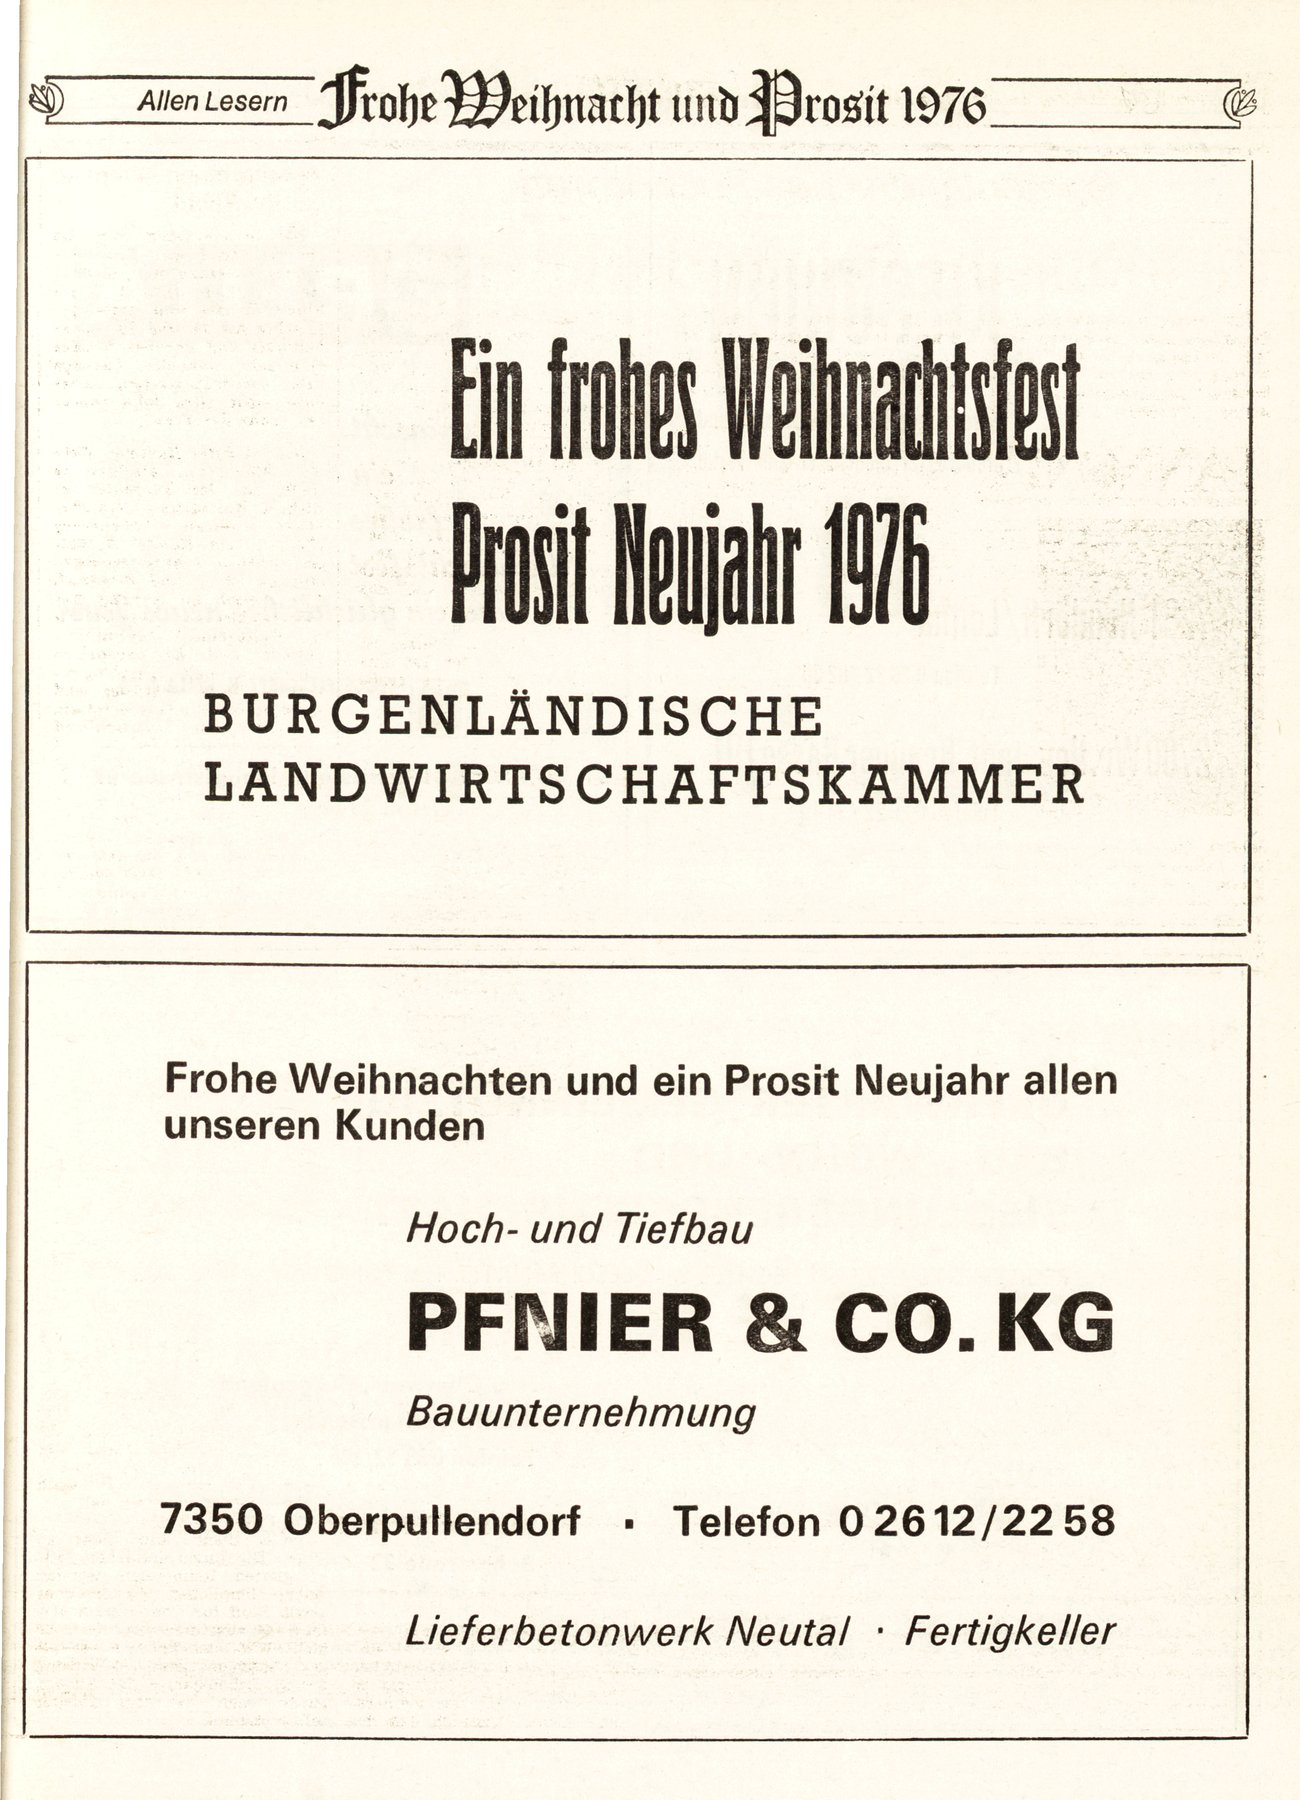 Allen Lesern Frohe Weihnacht und Prosit 1976
Ein frohes Weihnachtsfest
Prosit Neujahr 1976
BURGENLÄNDISCHE
LANDWIRTSCHAFTSKAMMER
Frohe Weihnachten und ein Prosit Neujahr allen
unseren Kunden
Hoch- und Tiefbau
PFNIER & CO. KG
Bauunternehmung
7350 Oberpullendorf · Telefon 0 26 12/22 58
Lieferbetonwerk Neutal · Fertigkeller